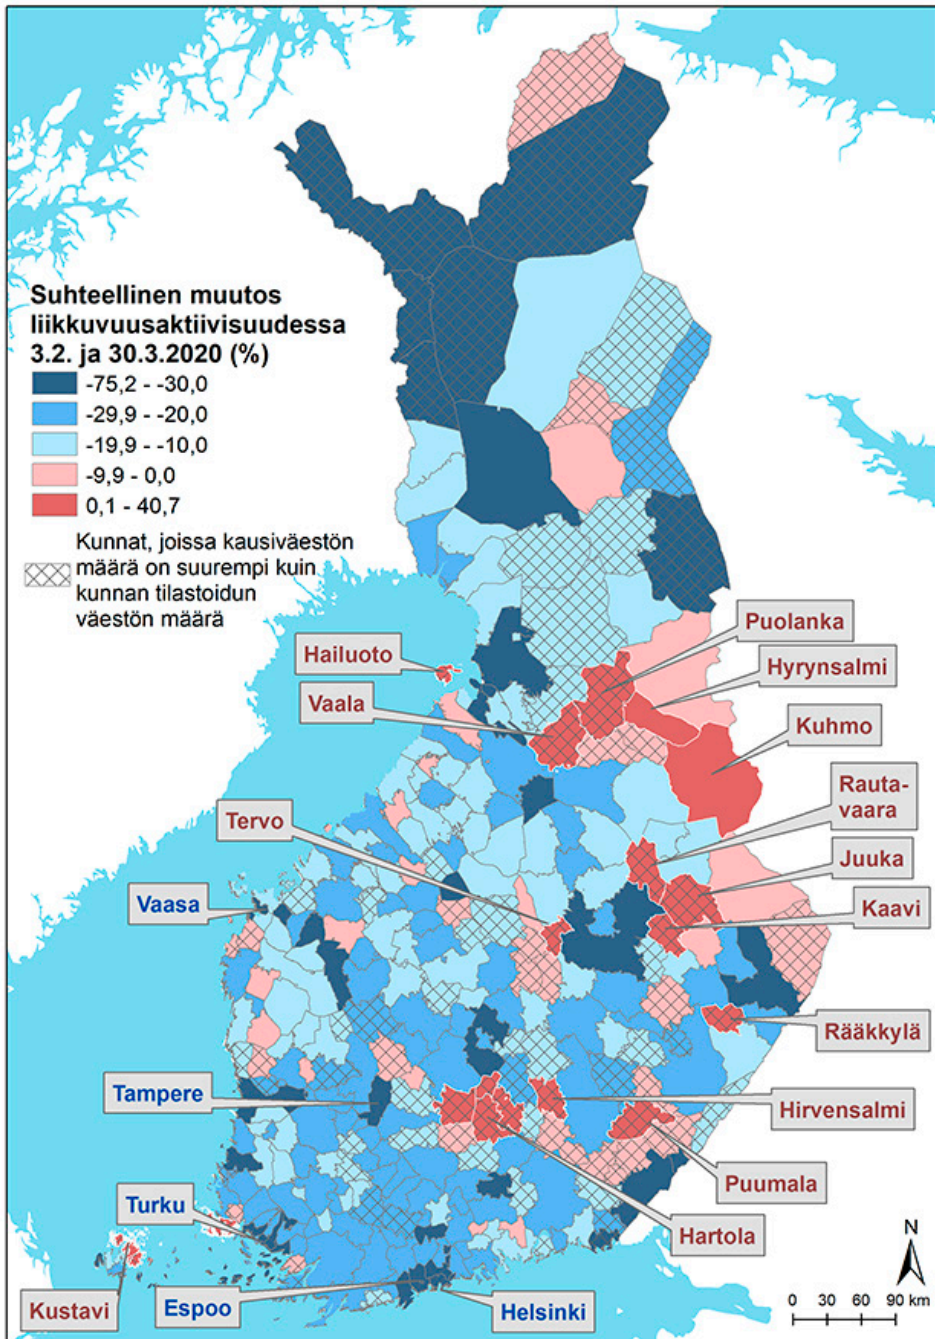 Suhteellinen muutos
liikkuvuusaktiivisuudessa
3.2. ja 30.3.2020 (%)
-75,2 - -30,0
-29,9 - -20,0
-19,9 - -10,0
-9,9 - 0,0
0,1 - 40,7
Kunnat, joissa kausiväestön
määrä on suurempi kuin
kunnan tilastoidun
väestön määrä
Puolanka
Hailuoto
Hyrynsalmi
Vaala
Kuhmo
Rauta-
vaara
Tervo
Juuka
Vaasa
Kaavi
Rääkkylä
Tampere
Hirvensalmi
Puumala
Turku
Hartola
Kustavi
Espoo
Helsinki
N
0 30 60 90 km